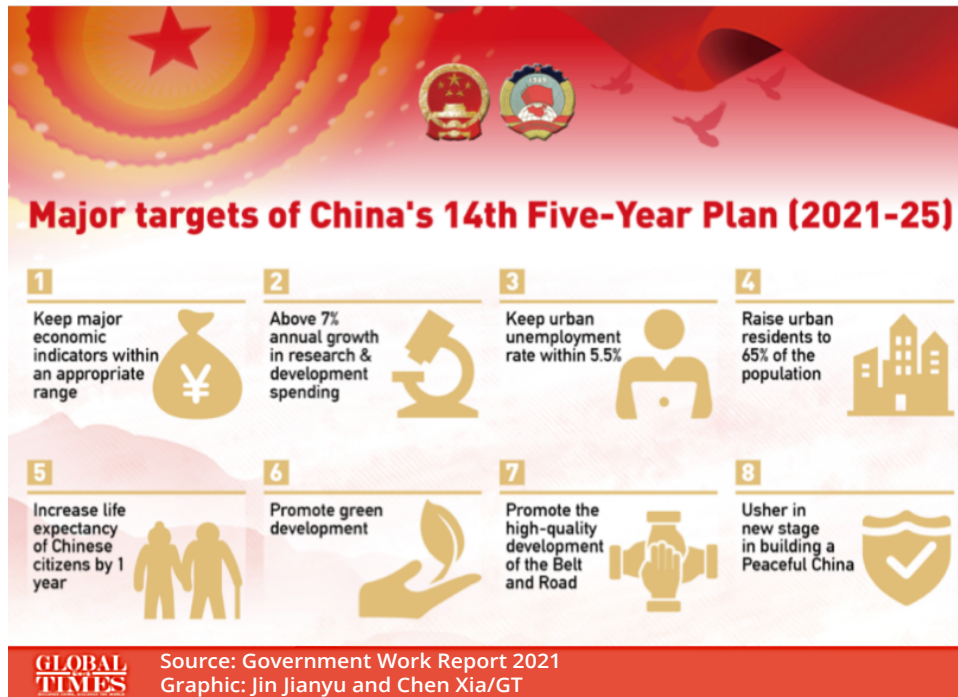 Major targets of China's 14th Five-Year Plan (2021-25)
1
Keep major
economic
indicators within
an appropriate
range
¥
2
Above 7%
annual growth
in research &
development
spending
3
Keep urban
unemployment
rate within 5.5%
4
Raise urban
residents to
65% of the
population
5
Increase life
expectancy
of Chinese
citizens by 1
year
6
Promote green
development
7
Promote the
high-quality
development
of the Belt
and Road
8
Usher in
new stage
in building a
Peaceful China
GLOBAL
TIMES
Source: Government Work Report 2021
Graphic: Jin Jianyu and Chen Xia/GT